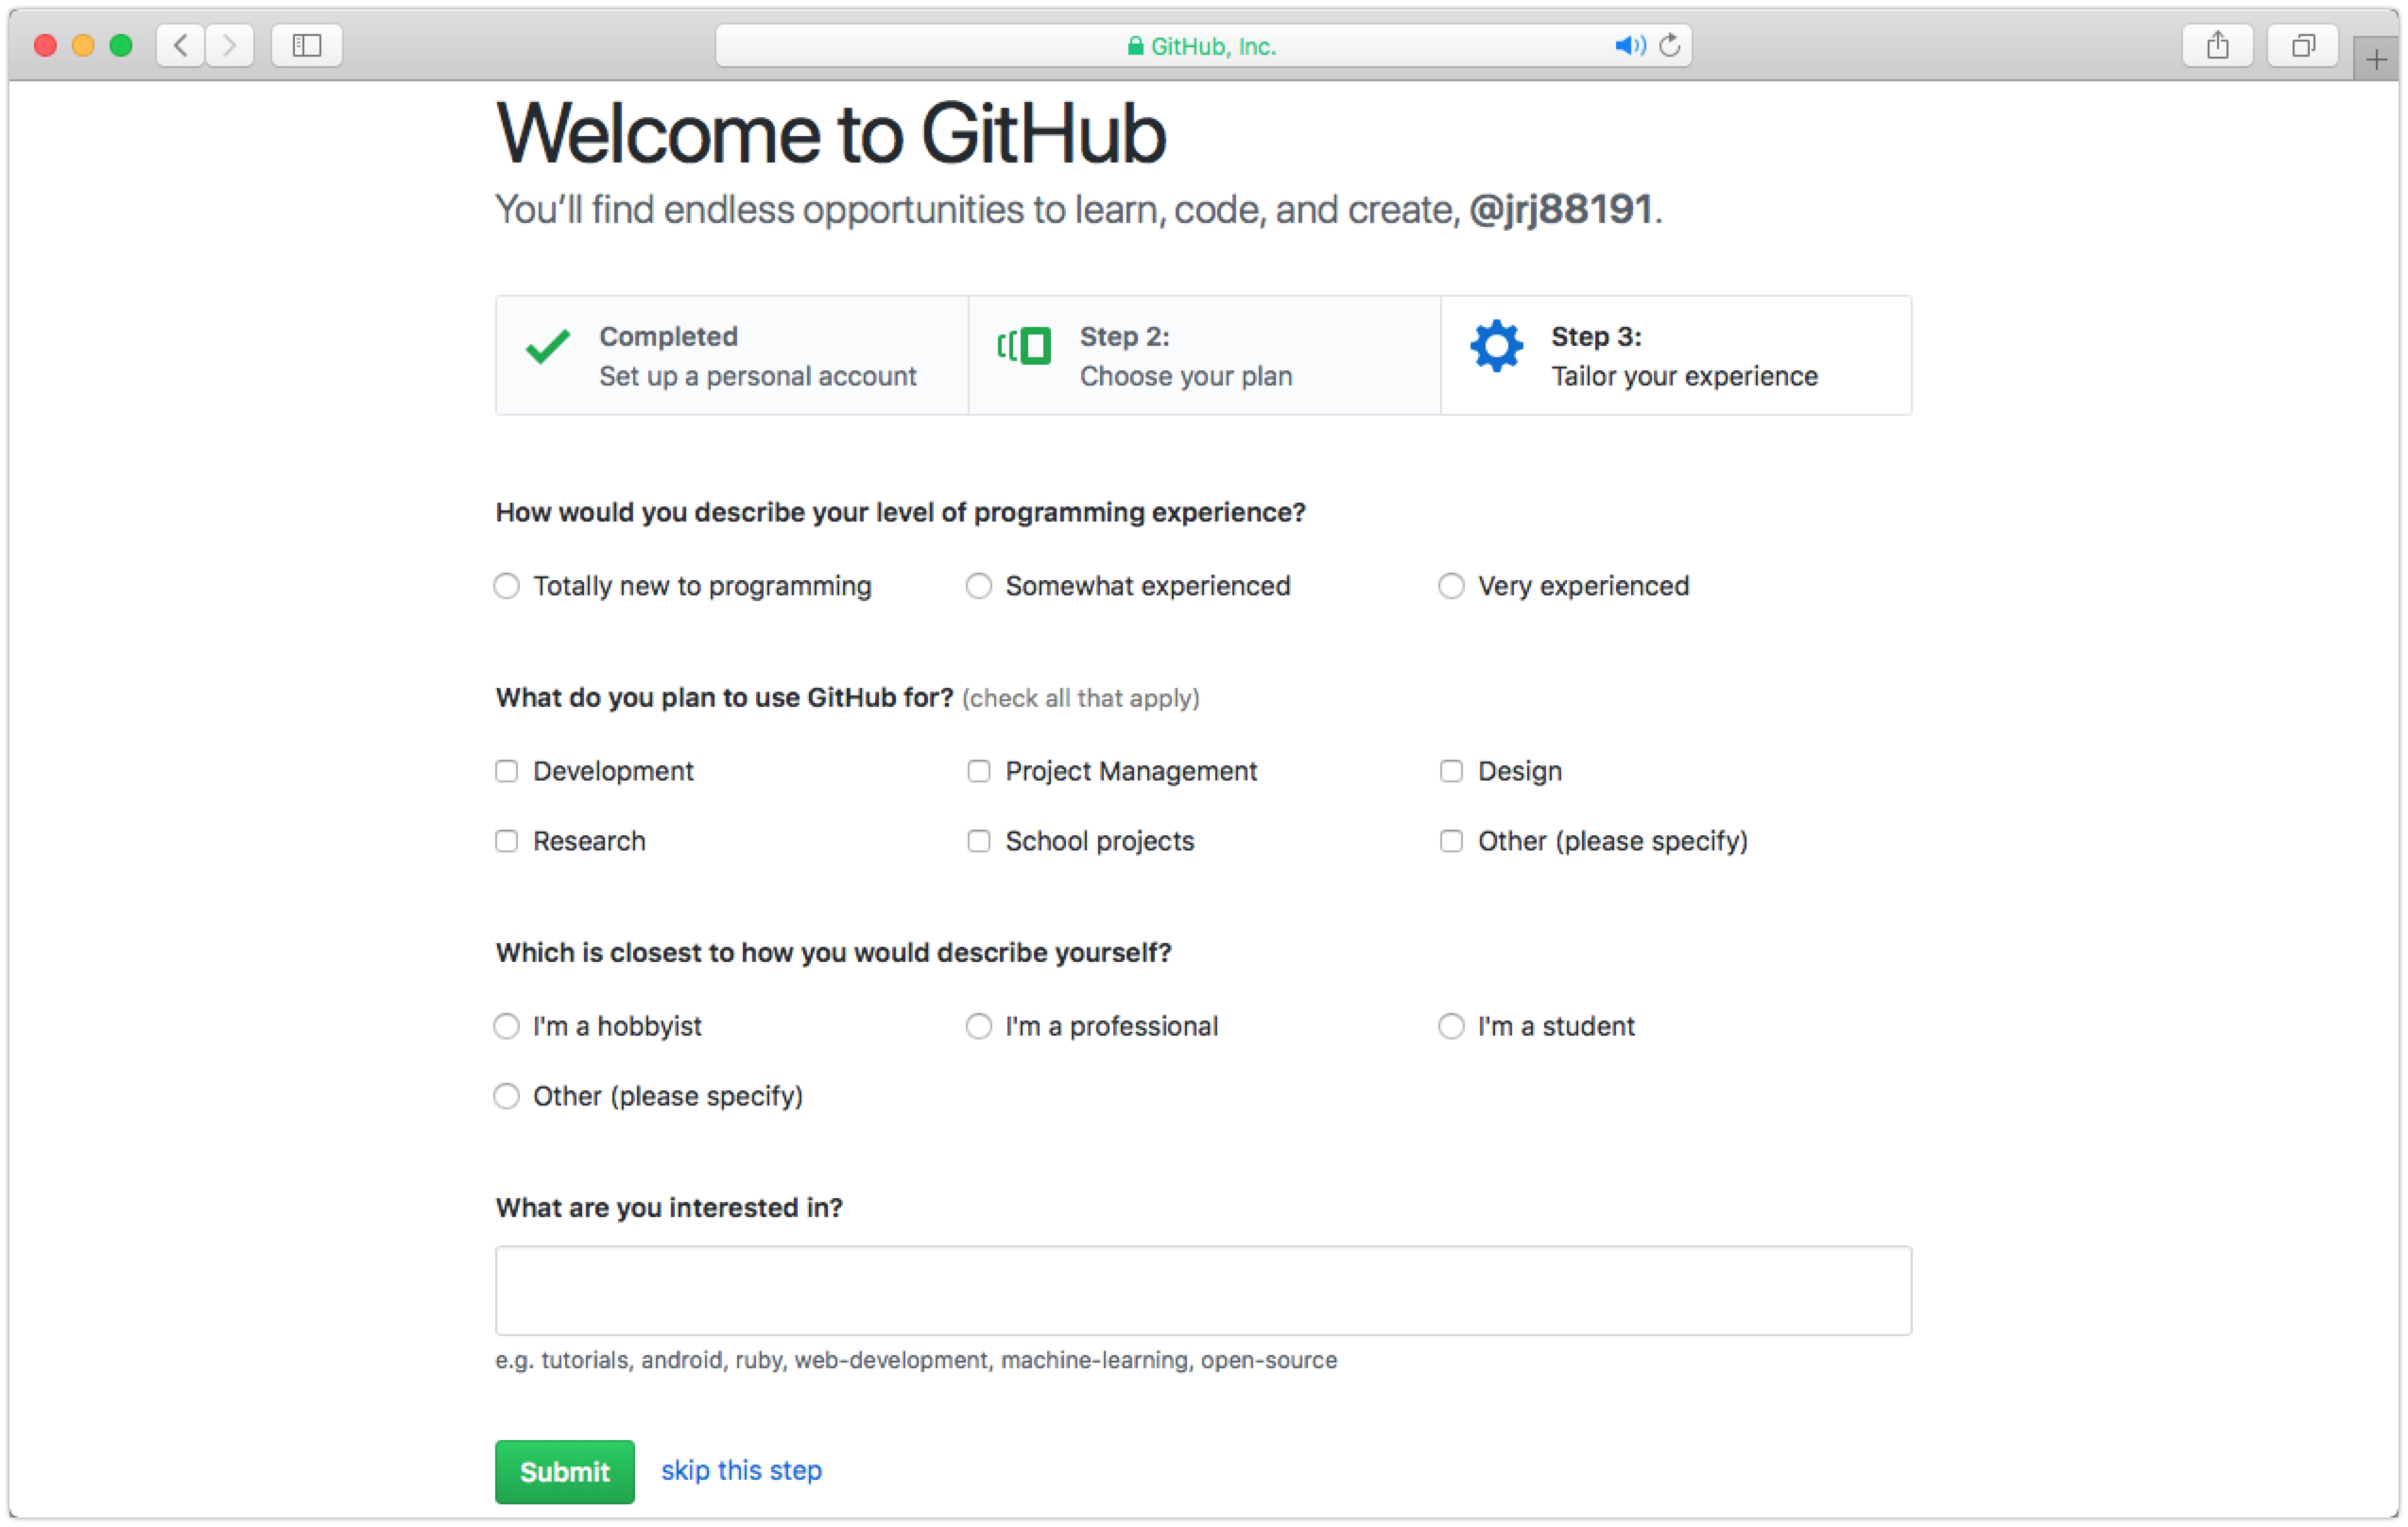 GitHub, Inc.
Welcome to GitHub
You'll find endless opportunities to learn, code, and create, @jrj88191.
Completed
Set up a personal account
Step 2:
Choose your plan
Step 3:
Tailor your experience
How would you describe your level of programming experience?
Totally new to programming
Somewhat experienced
Very experienced
What do you plan to use GitHub for? (check all that apply)
Development
Project Management
Design
Research
School projects
Other (please specify)
Which is closest to how you would describe yourself?
I'm a hobbyist
I'm a professional
I'm a student
Other (please specify)
What are you interested in?
e.g. tutorials, android, ruby, web-development, machine-learning, open-source
Submit
skip this step